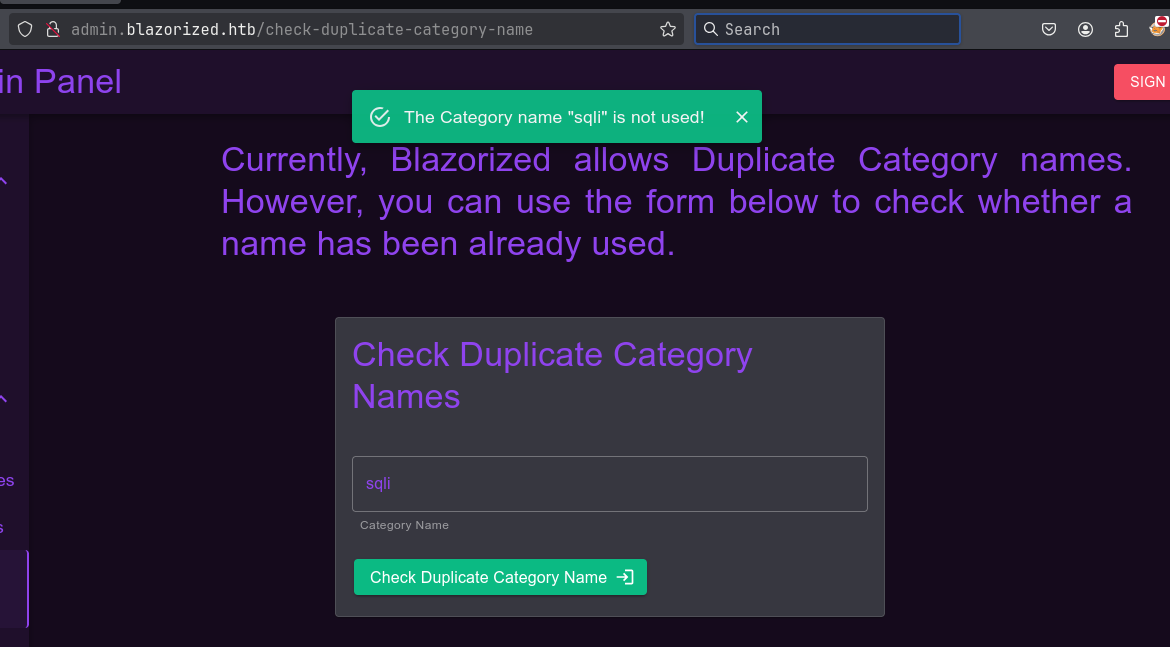 admin.blazorized.htb/check-duplicate-category-name
Search
in Panel
SIGN
The Category name "sqli" is not used!
Currently, Blazorized allows Duplicate Category names.
However, you can use the form below to check whether a
name has been already used.
Check Duplicate Category
Names
es
sqli
s
Category Name
Check Duplicate Category Name